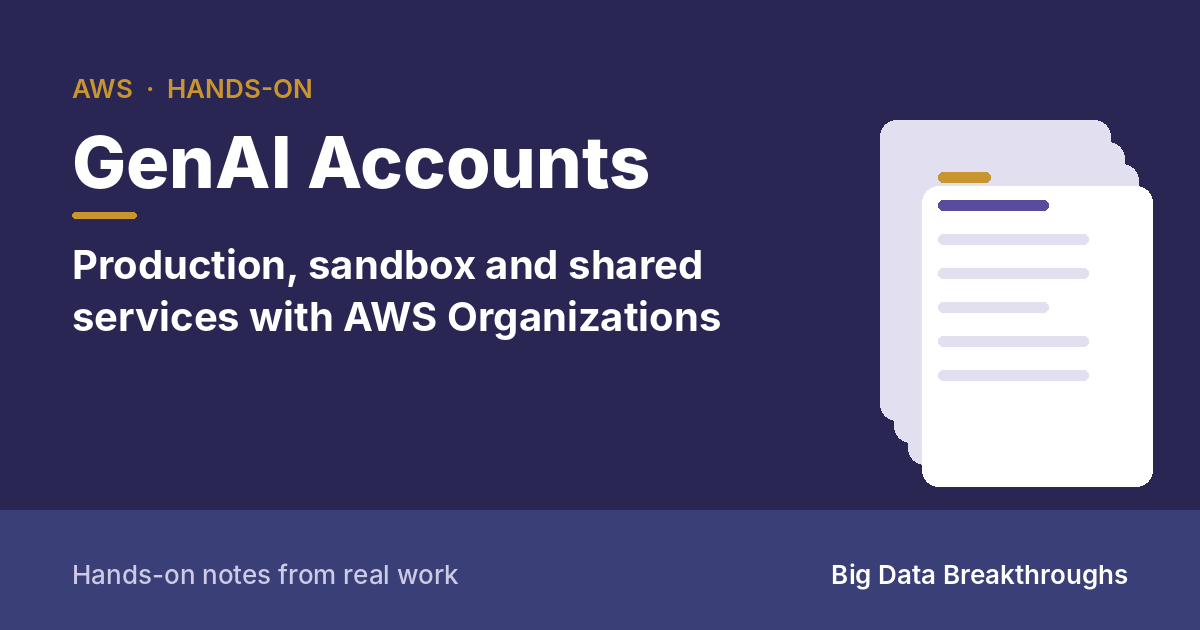 AWS · HANDS-ON
GenAI Accounts
Production, sandbox and shared
services with AWS Organizations
Hands-on notes from real work
Big Data Breakthroughs